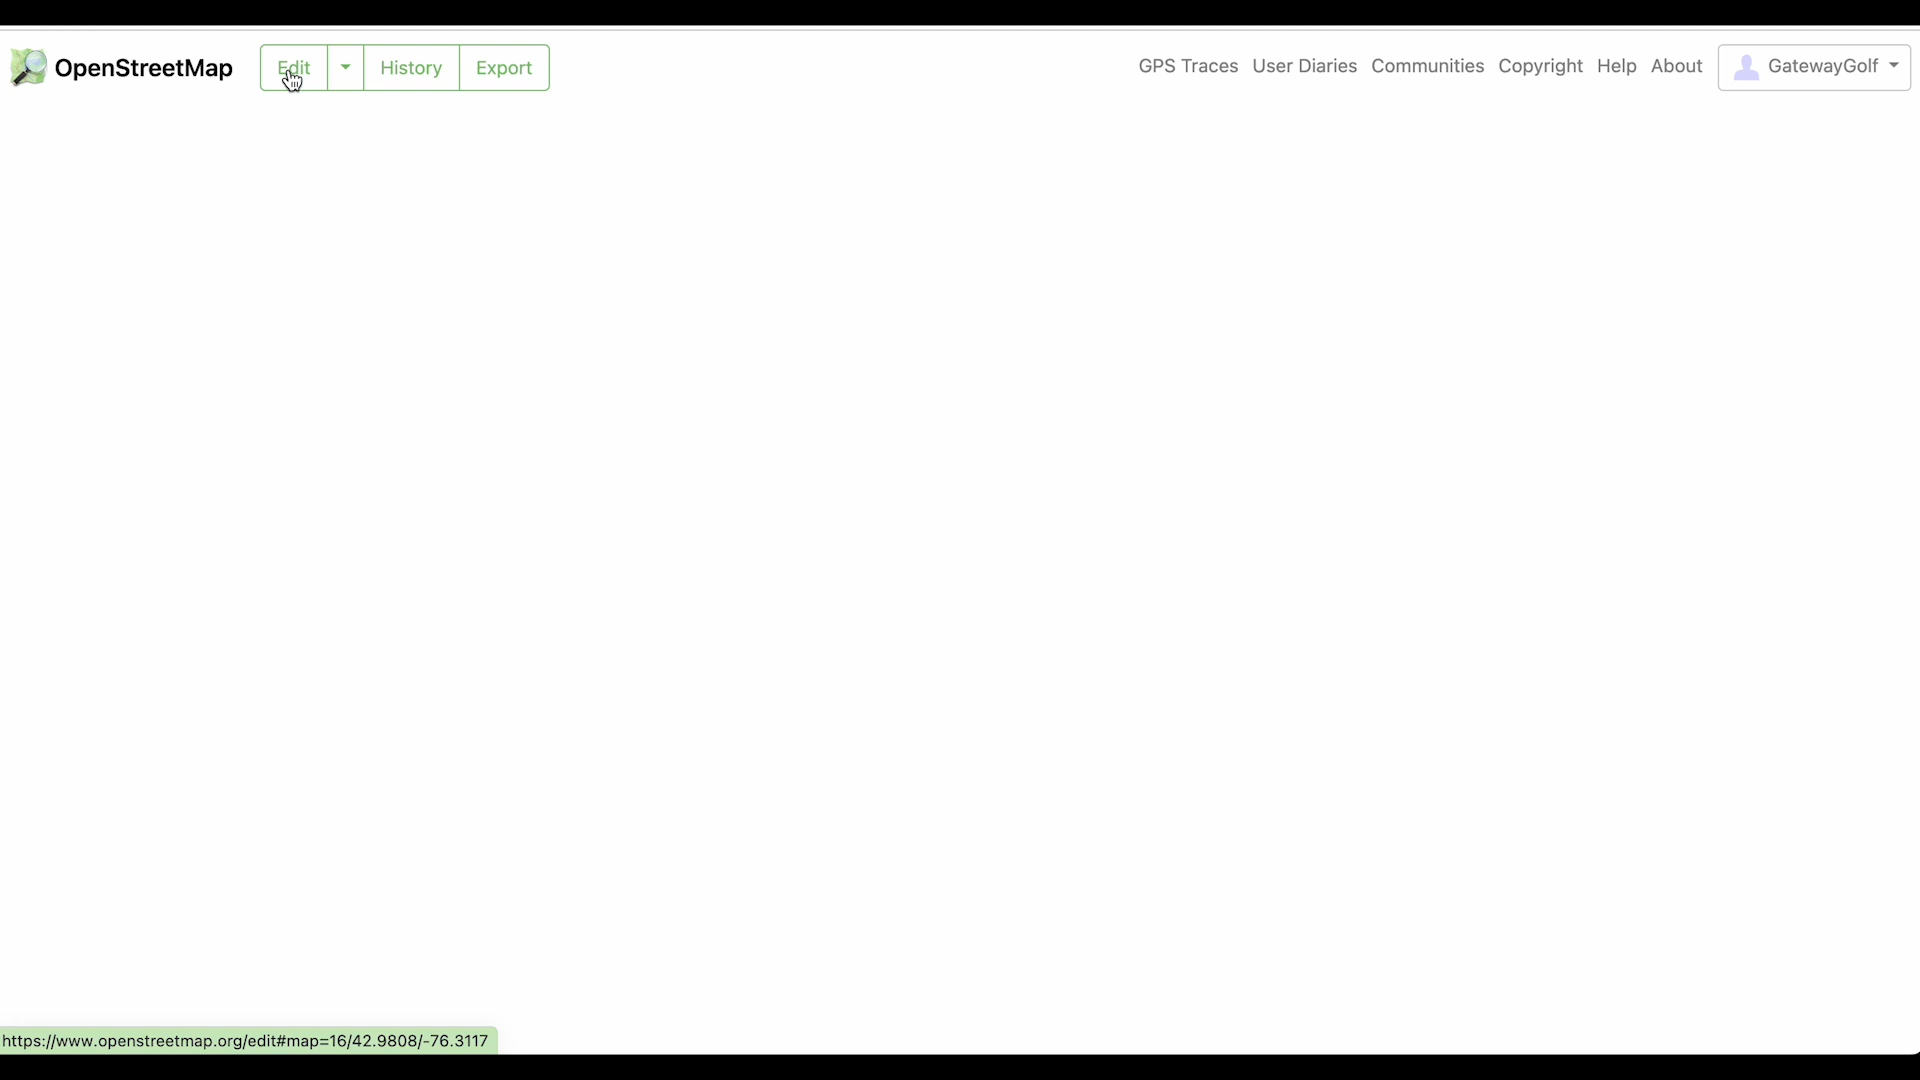 OpenStreetMap Edit History Export GPS Traces User Diaries Communities Copyright Help About GatewayGolf
https://www.openstreetmap.org/edit#map=16/42.9808/-76.3117